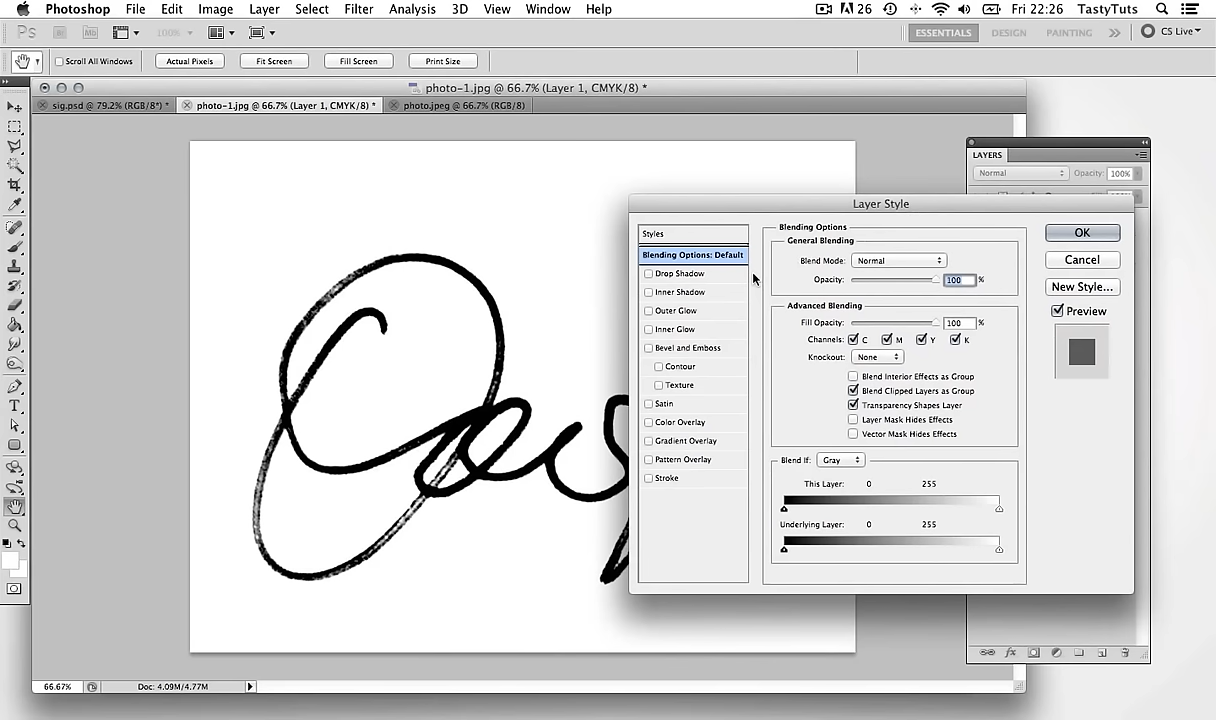 Photoshop File Edit Image Layer Select Filter Analysis 3D View Window Help 26 Fri 22:26 TastyTuts
Ps Br Mb 100% ESSENTIALS DESIGN PAINTING CS Live
Scroll All Windows Actual Pixels Fit Screen Fill Screen Print Size
photo-1.jpg @ 66.7% (Layer 1, CMYK/8) *
sig.psd @ 79.2% (RGB/8*) * photo-1.jpg @ 66.7% (Layer 1, CMYK/8) * photo.jpeg @ 66.7% (RGB/8)
LAYERS
Normal Opacity: 100%
Layer Style
Styles
Blending Options: Default
Drop Shadow
Inner Shadow
Outer Glow
Inner Glow
Bevel and Emboss
Contour
Texture
Satin
Color Overlay
Gradient Overlay
Pattern Overlay
Stroke
Blending Options
General Blending
Blend Mode: Normal
Opacity: 100 %
Advanced Blending
Fill Opacity: 100 %
Channels: C M Y K
Knockout: None
Blend Interior Effects as Group
Blend Clipped Layers as Group
Transparency Shapes Layer
Layer Mask Hides Effects
Vector Mask Hides Effects
Blend If: Gray
This Layer: 0 255
Underlying Layer: 0 255
OK
Cancel
New Style...
Preview
66.67% Doc: 4.09M/4.77M